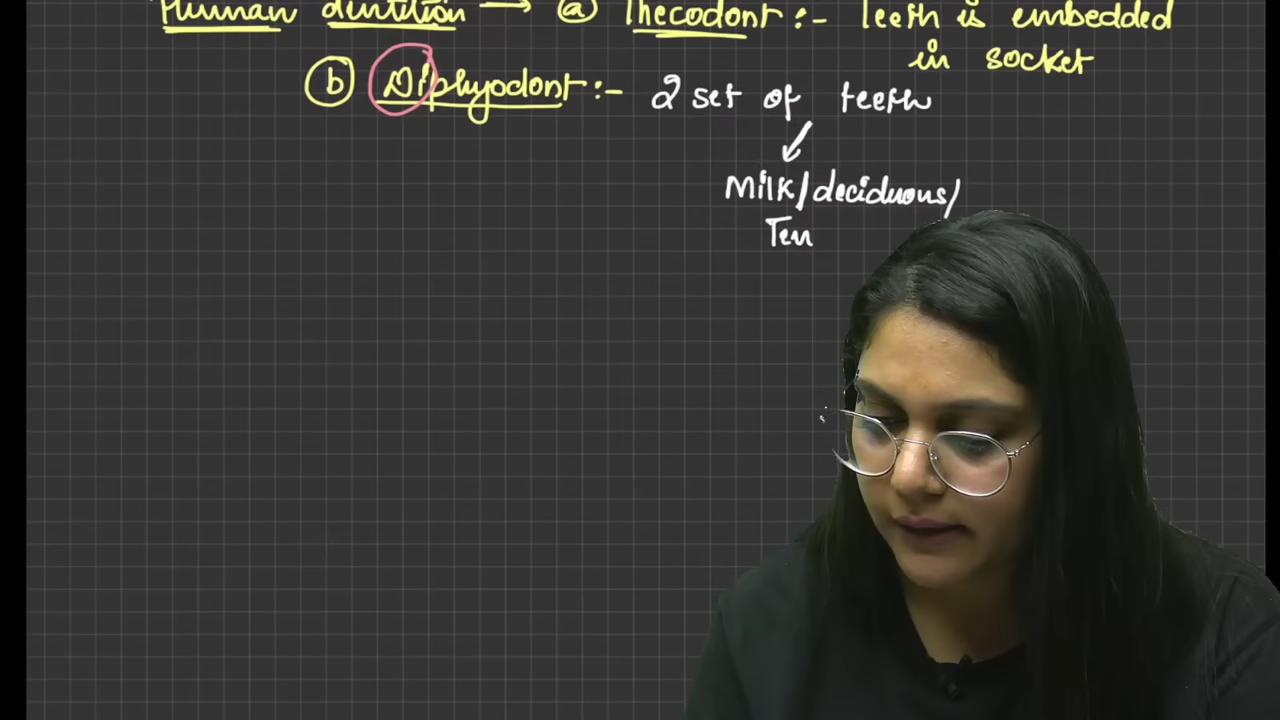 Human dentition → ⓐ Thecodont :- Teeth is embedded
in socket
ⓑ Diphyodont :- 2 set of teeth
Milk/deciduous/
Tem